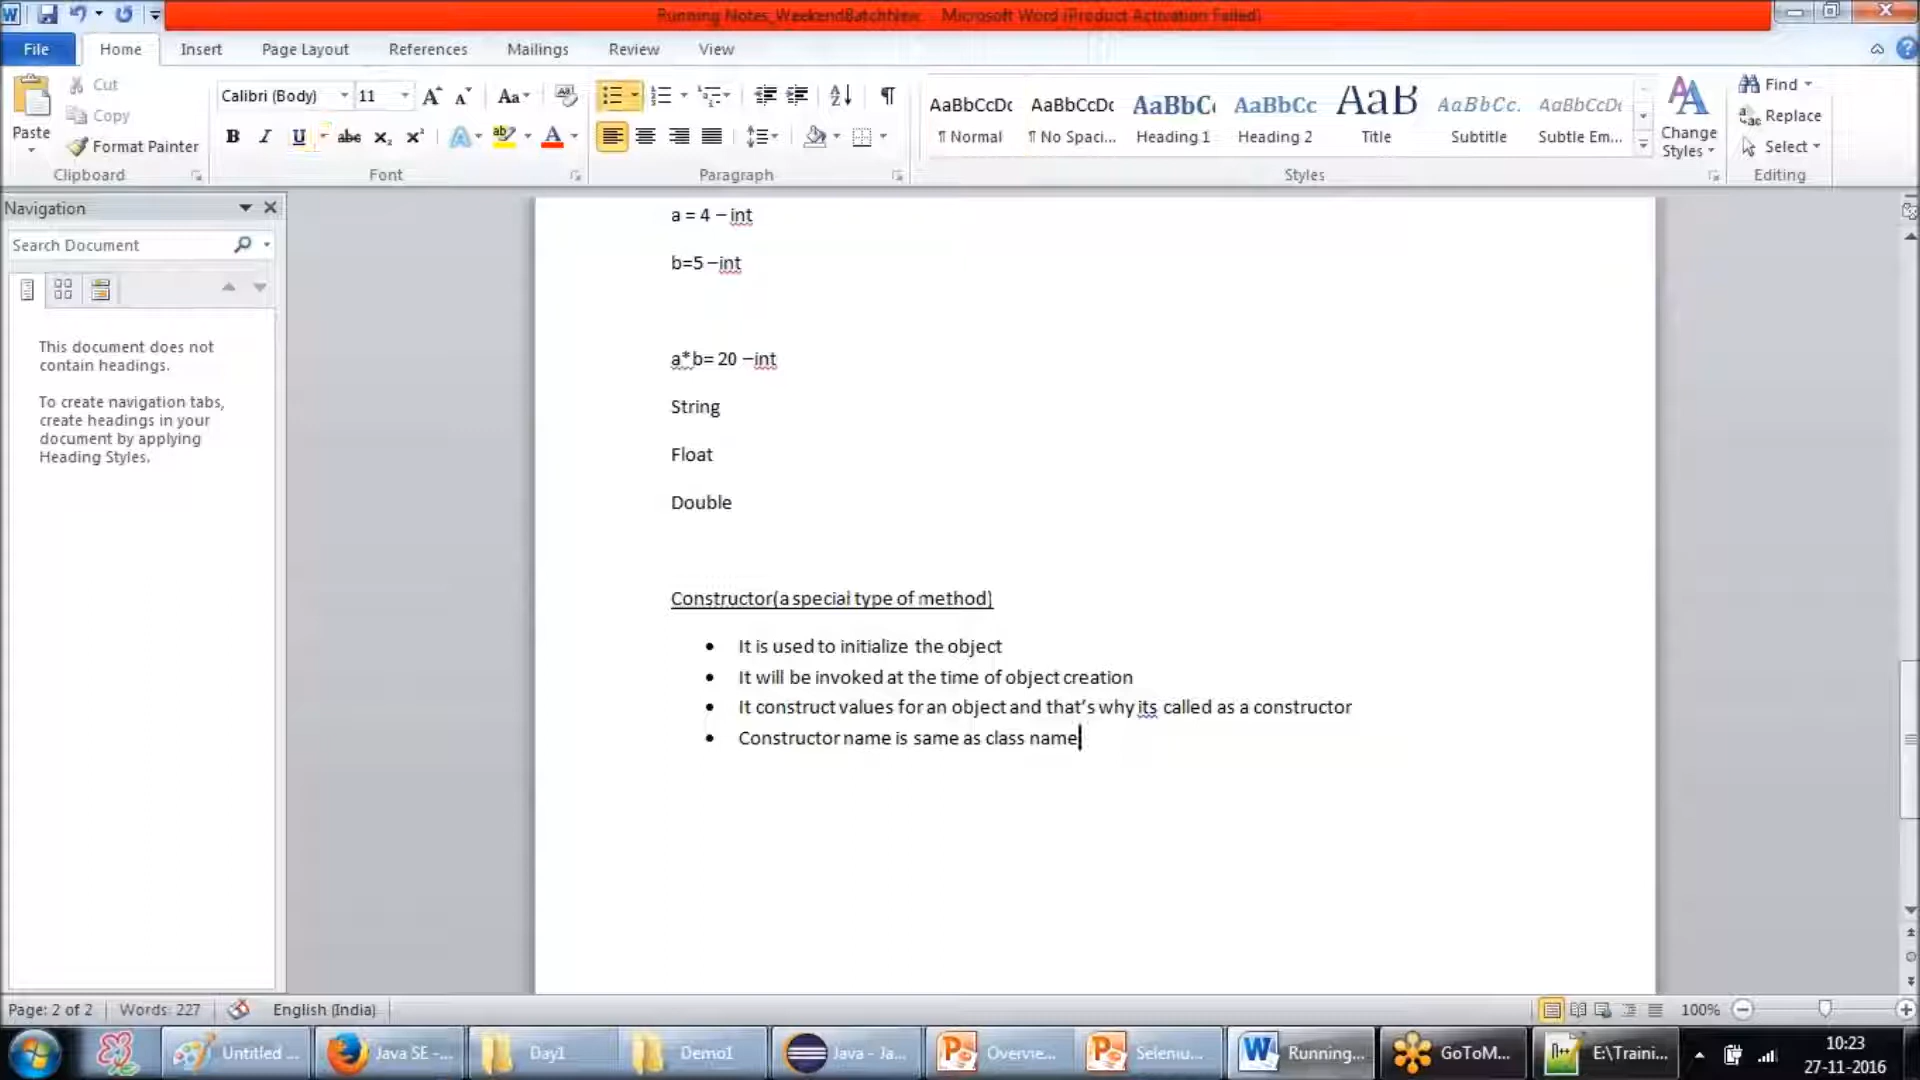 Running Notes_WeekendBatchNew... Microsoft Word (Product Activation Failed)
File Home Insert Page Layout References Mailings Review View
Paste
Cut
Copy
Format Painter
Clipboard
Calibri (Body) 11
Font
Paragraph
AaBbCcDc AaBbCcDc AaBbC AaBbCc AaB AaBbCc. AaBbCcDc
¶ Normal ¶ No Spaci... Heading 1 Heading 2 Title Subtitle Subtle Em...
Styles
Change
Styles
Find
Replace
Select
Editing
Navigation
Search Document
This document does not
contain headings.
To create navigation tabs,
create headings in your
document by applying
Heading Styles.
a = 4 – int
b=5 –int
a*b= 20 –int
String
Float
Double
Constructor(a special type of method)
• It is used to initialize the object
• It will be invoked at the time of object creation
• It construct values for an object and that’s why its called as a constructor
• Constructor name is same as class name
Page: 2 of 2 Words: 227 English (India) 100%
Untitled ... Java SE -... Day1 Demo1 Java - Ja... Overvie... Seleniu... Running... GoToM... E:\Traini...
10:23
27-11-2016